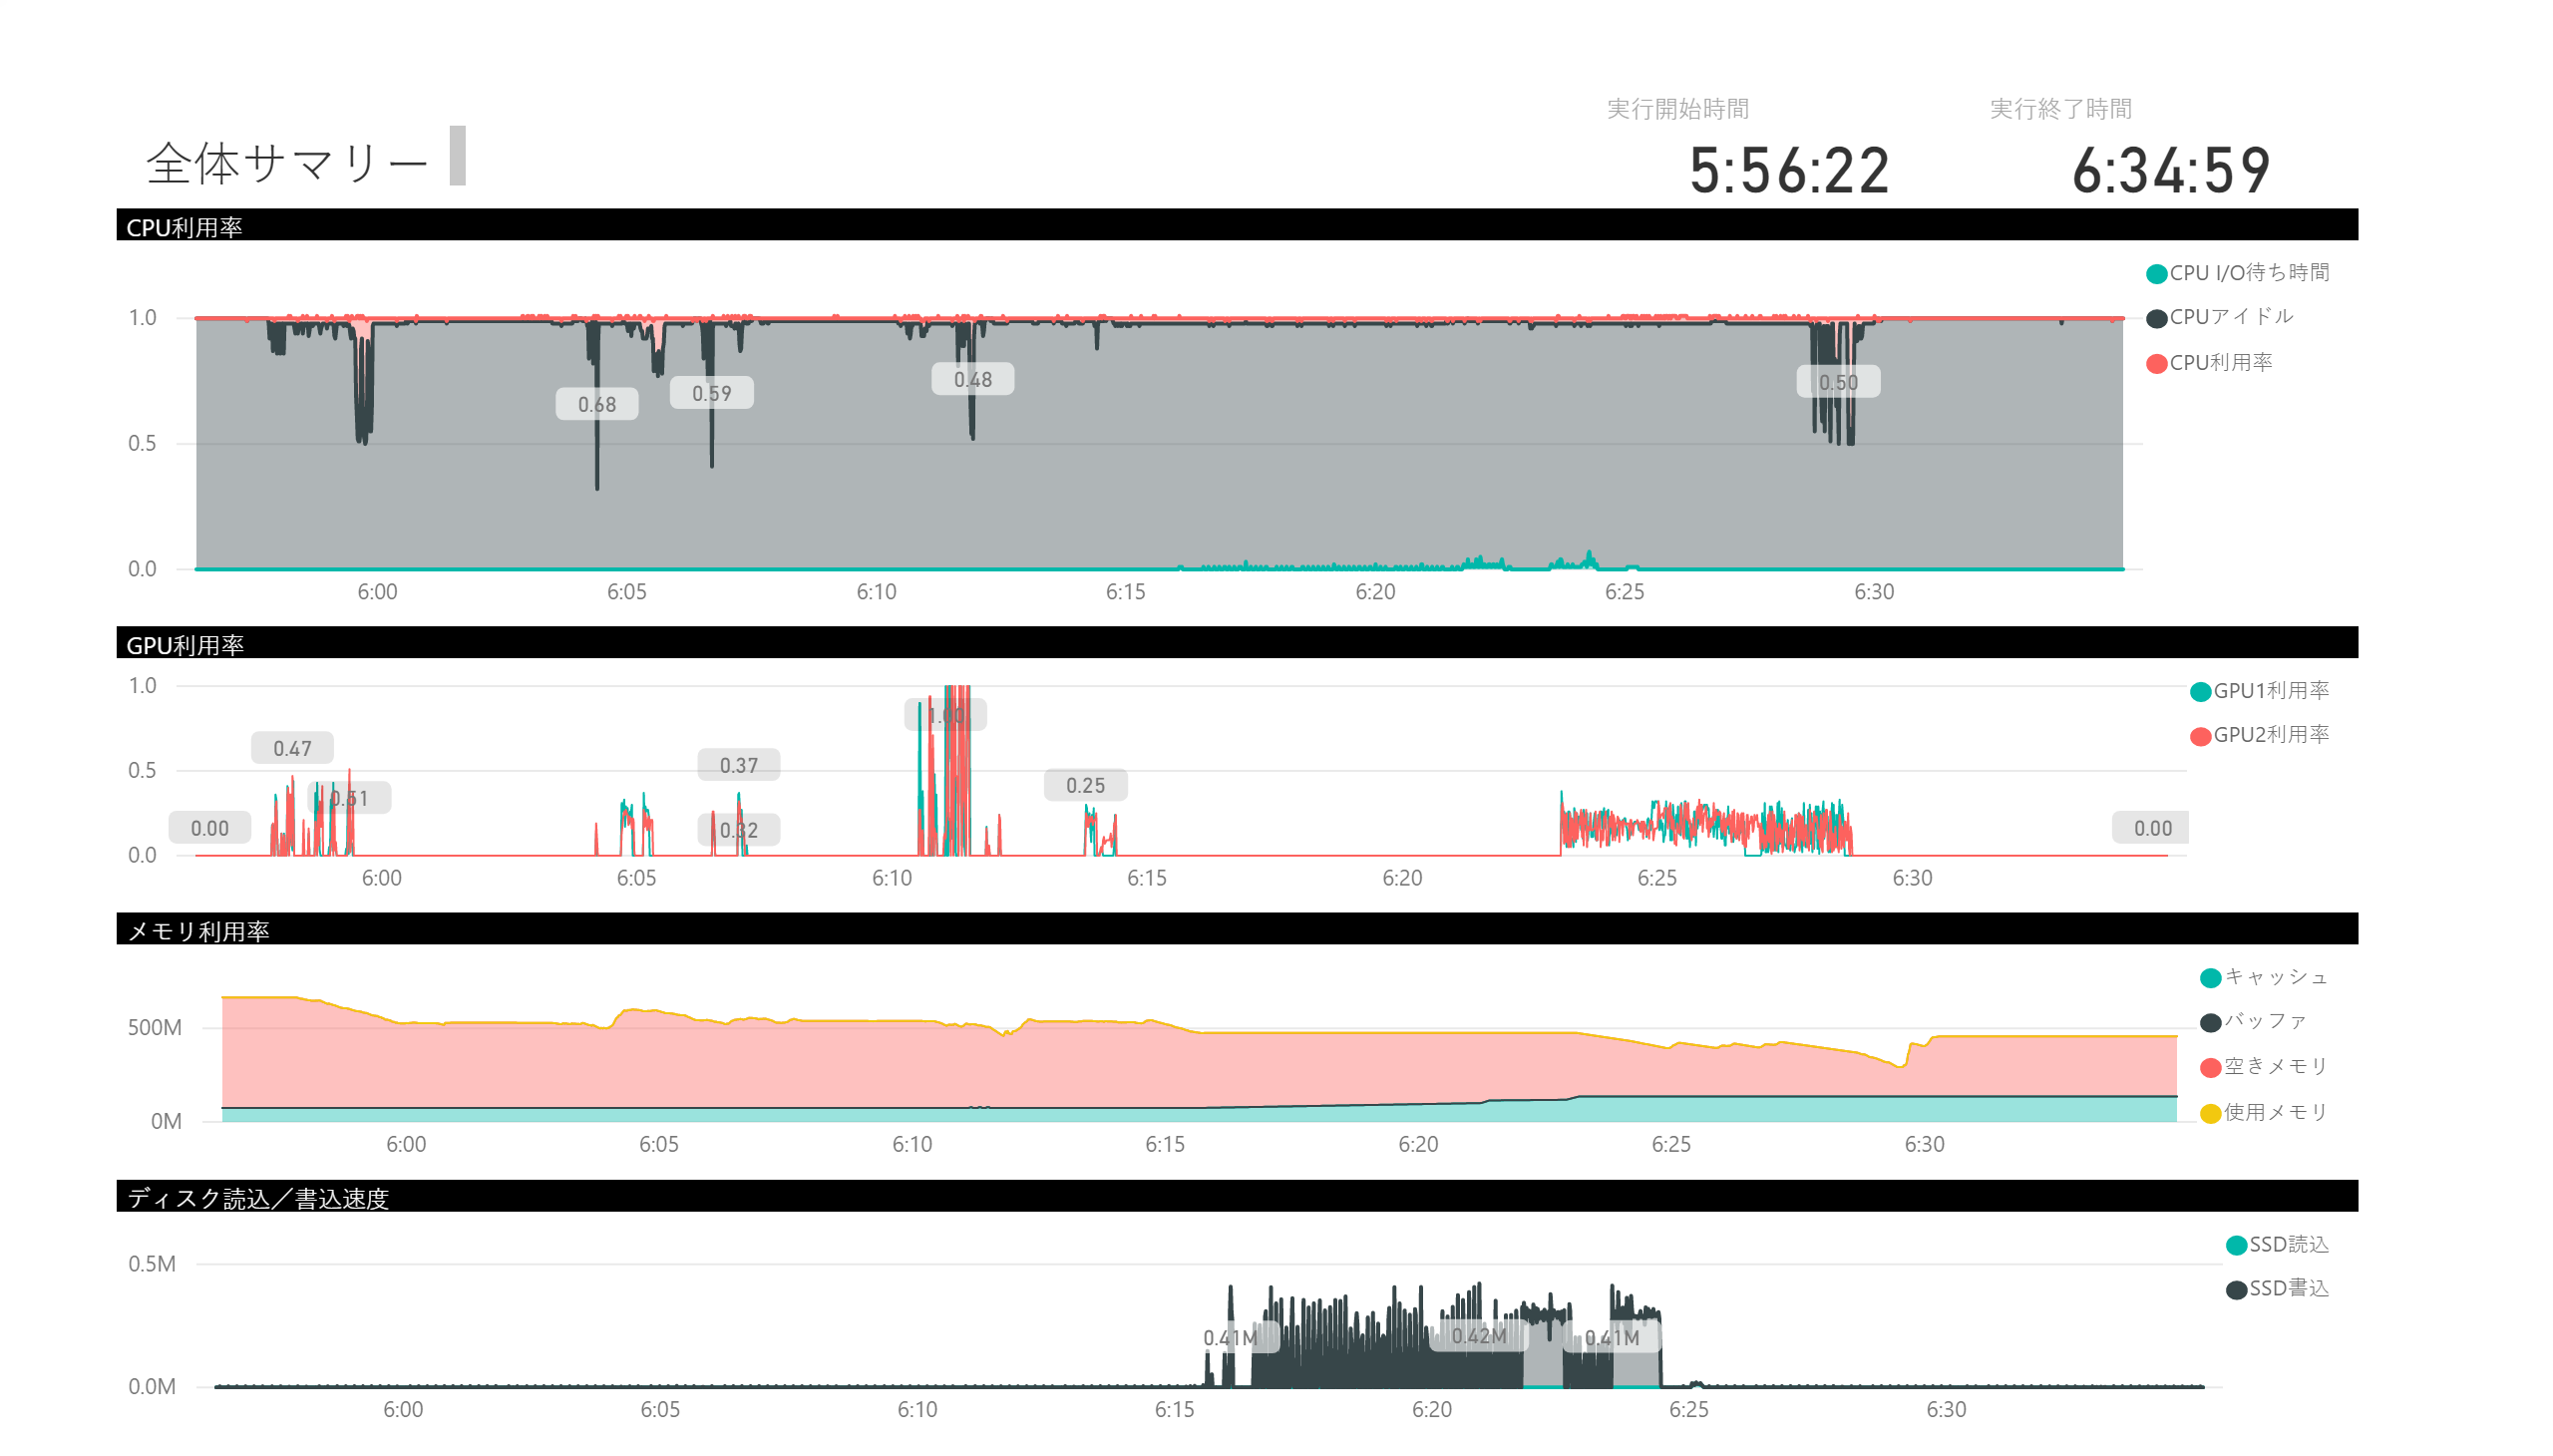 実行開始時間
実行終了時間
全体サマリー
5:56:22
6:34:59
CPU利用率
CPU I/O待ち時間
CPUアイドル
CPU利用率
1.0
0.5
0.0
0.68
0.59
0.48
0.50
6:00
6:05
6:10
6:15
6:20
6:25
6:30
GPU利用率
GPU1利用率
GPU2利用率
1.0
0.5
0.0
0.00
0.47
0.51
0.37
0.32
1.00
0.25
0.00
6:00
6:05
6:10
6:15
6:20
6:25
6:30
メモリ利用率
キャッシュ
バッファ
空きメモリ
使用メモリ
500M
0M
6:00
6:05
6:10
6:15
6:20
6:25
6:30
ディスク読込／書込速度
SSD読込
SSD書込
0.5M
0.0M
0.41M
0.42M
0.41M
6:00
6:05
6:10
6:15
6:20
6:25
6:30